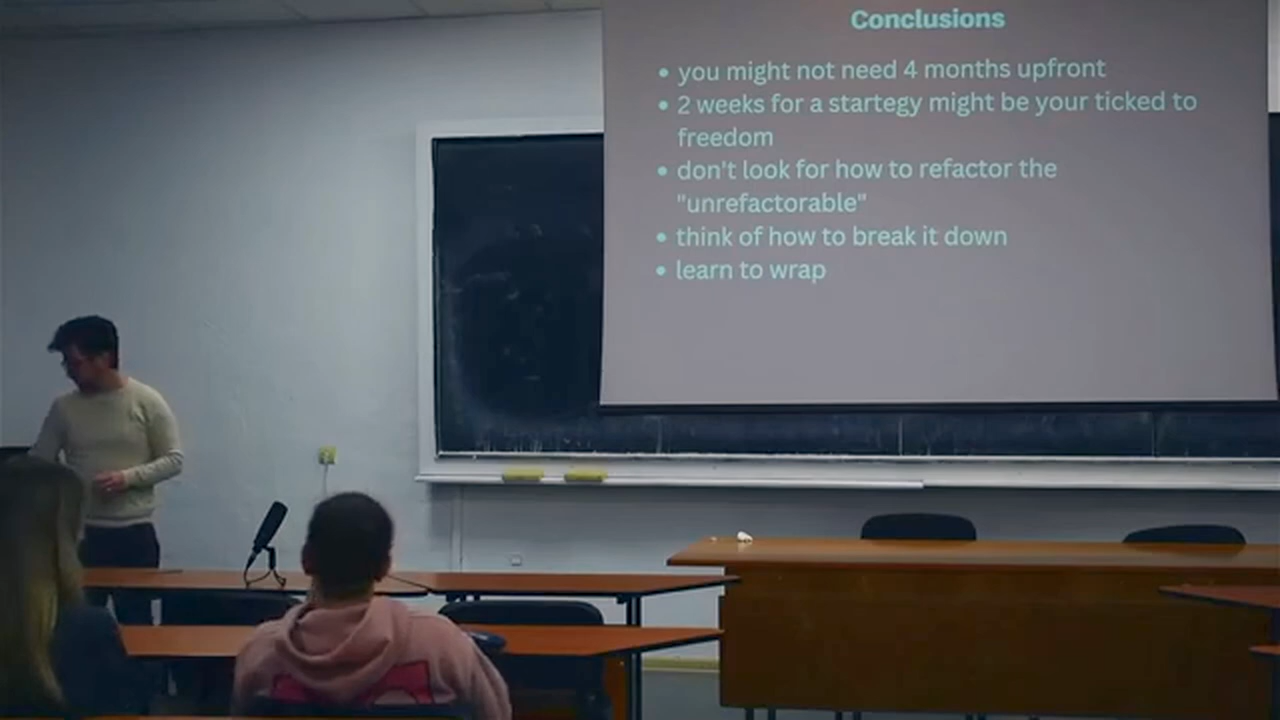 Conclusions
• you might not need 4 months upfront
• 2 weeks for a startegy might be your ticked to
freedom
• don't look for how to refactor the
"unrefactorable"
• think of how to break it down
• learn to wrap